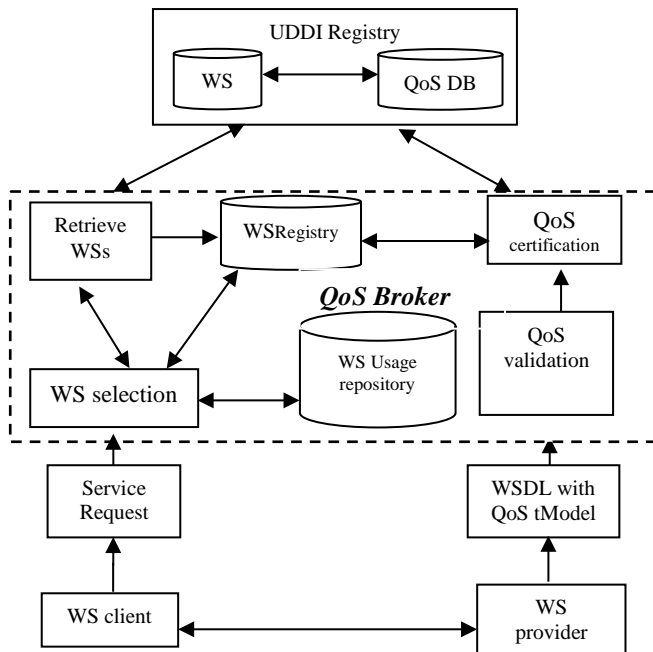 UDDI Registry
WS
QoS DB
Retrieve
WSs
WSRegistry
QoS
certification
QoS Broker
WS Usage
repository
QoS
validation
WS selection
Service
Request
WSDL with
QoS tModel
WS client
WS
provider